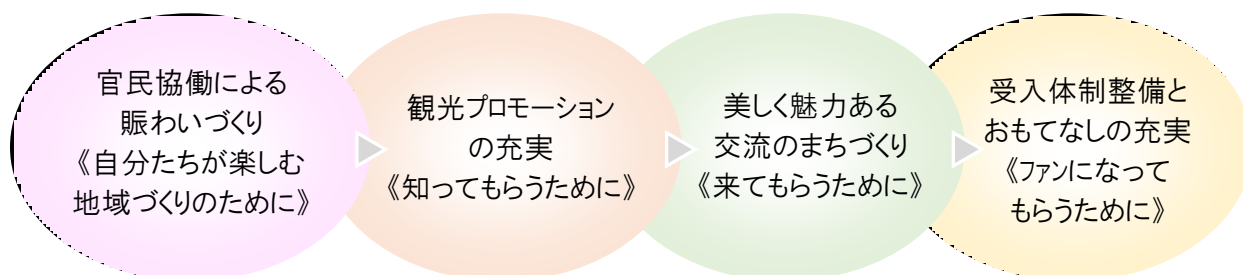 官民協働による
賑わいづくり
《自分たちが楽しむ
地域づくりのために》
観光プロモーション
の充実
《知ってもらうために》
美しく魅力ある
交流のまちづくり
《来てもらうために》
受入体制整備と
おもてなしの充実
《ファンになって
もらうために》